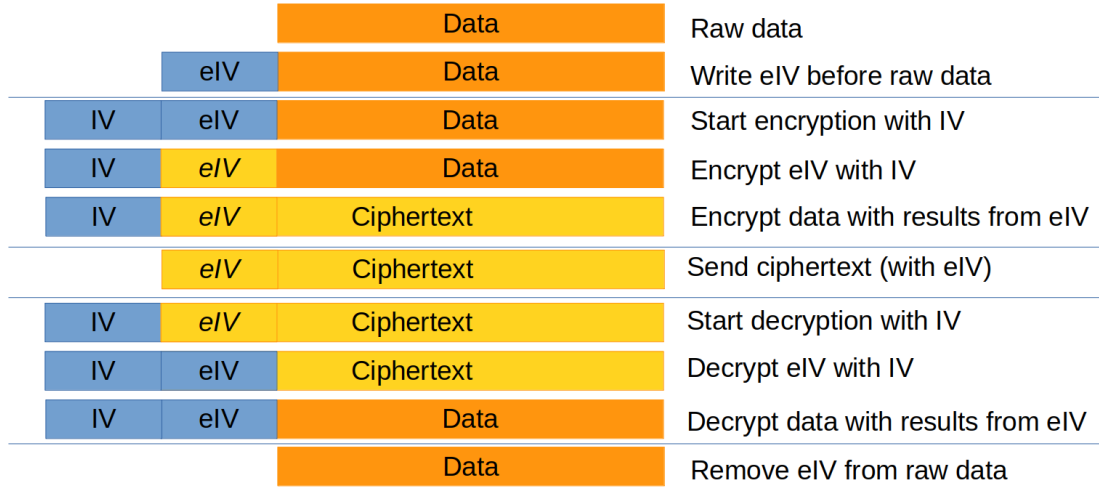 Data Raw data
eIV Data Write eIV before raw data
IV eIV Data Start encryption with IV
IV eIV Data Encrypt eIV with IV
IV eIV Ciphertext Encrypt data with results from eIV
eIV Ciphertext Send ciphertext (with eIV)
IV eIV Ciphertext Start decryption with IV
IV eIV Ciphertext Decrypt eIV with IV
IV eIV Data Decrypt data with results from eIV
Data Remove eIV from raw data